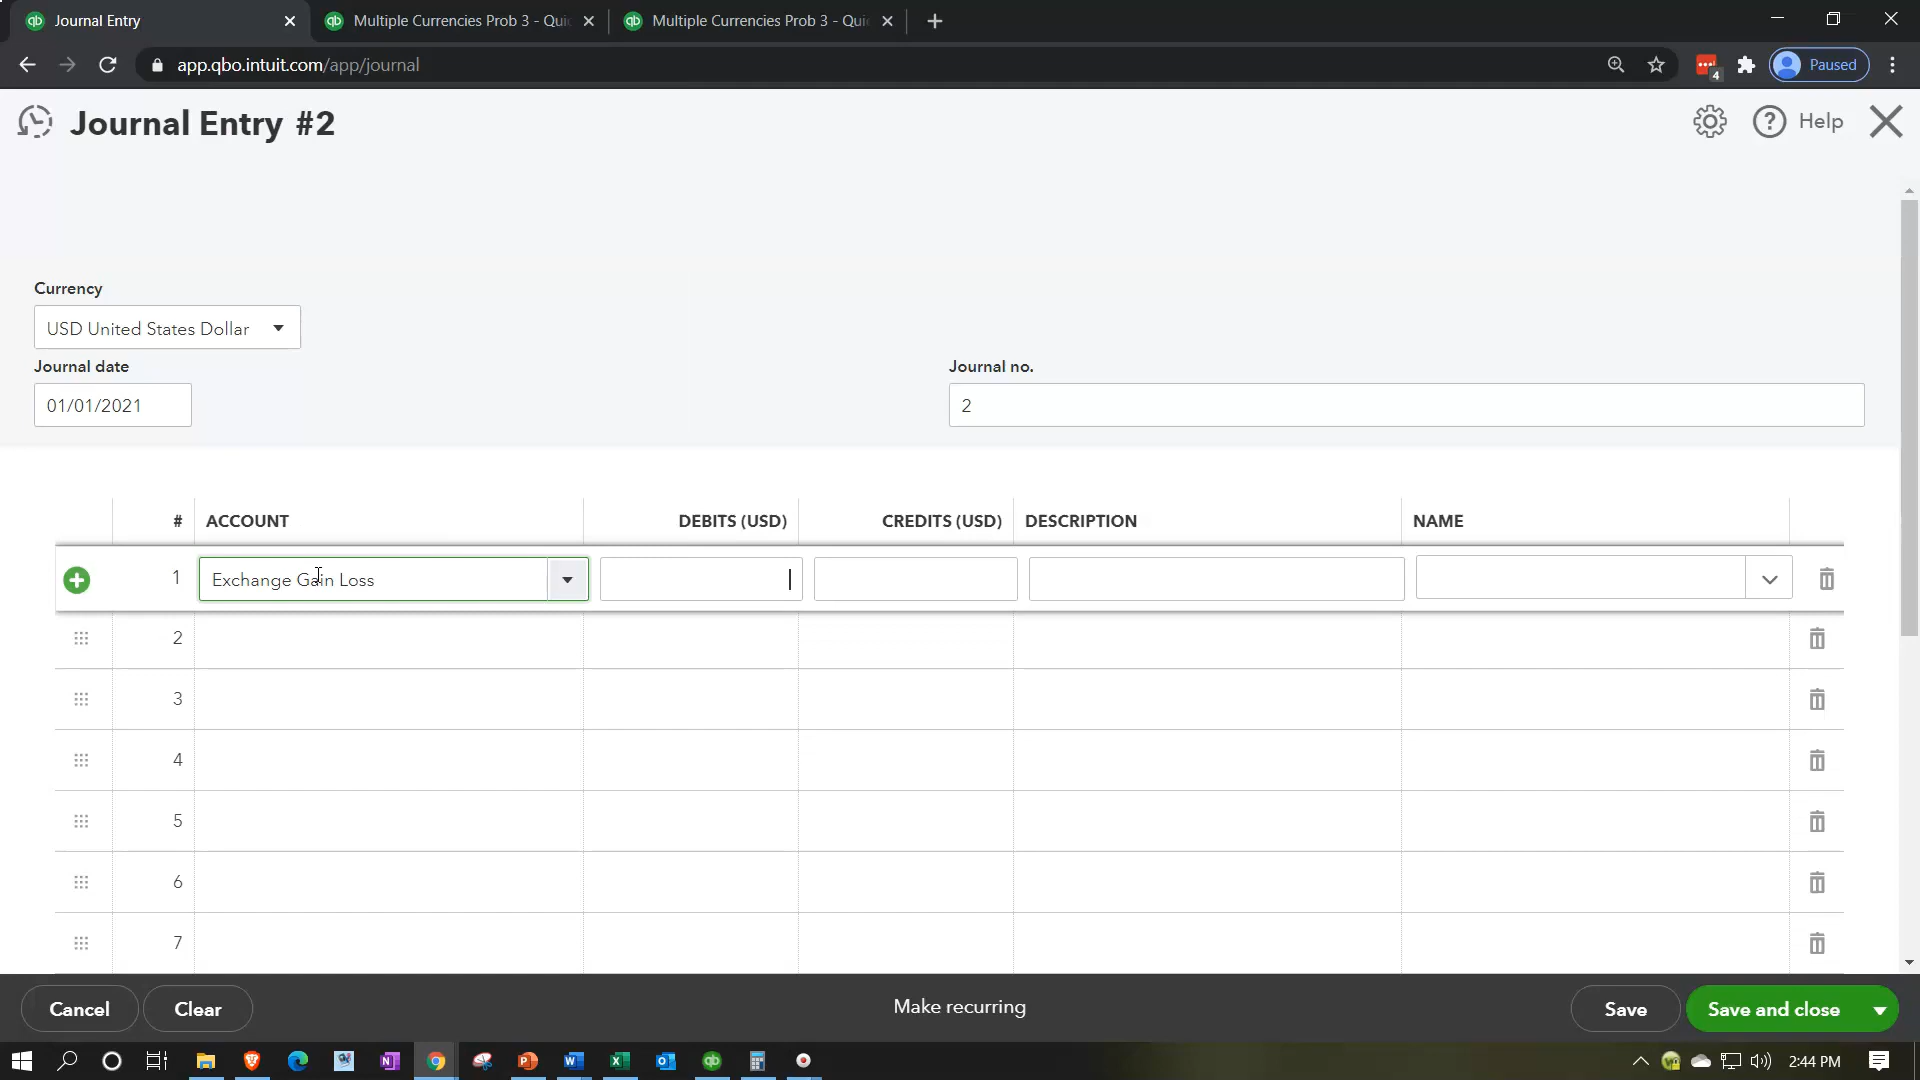 Journal Entry
Multiple Currencies Prob 3 - Qui
Multiple Currencies Prob 3 - Qui
app.qbo.intuit.com/app/journal
4
Paused
Journal Entry #2
Help
Currency
USD United States Dollar
Journal date
Journal no.
01/01/2021
2
# ACCOUNT DEBITS (USD) CREDITS (USD) DESCRIPTION NAME
1 Exchange Gain Loss
2
3
4
5
6
7
Cancel Clear Make recurring Save Save and close
2:44 PM